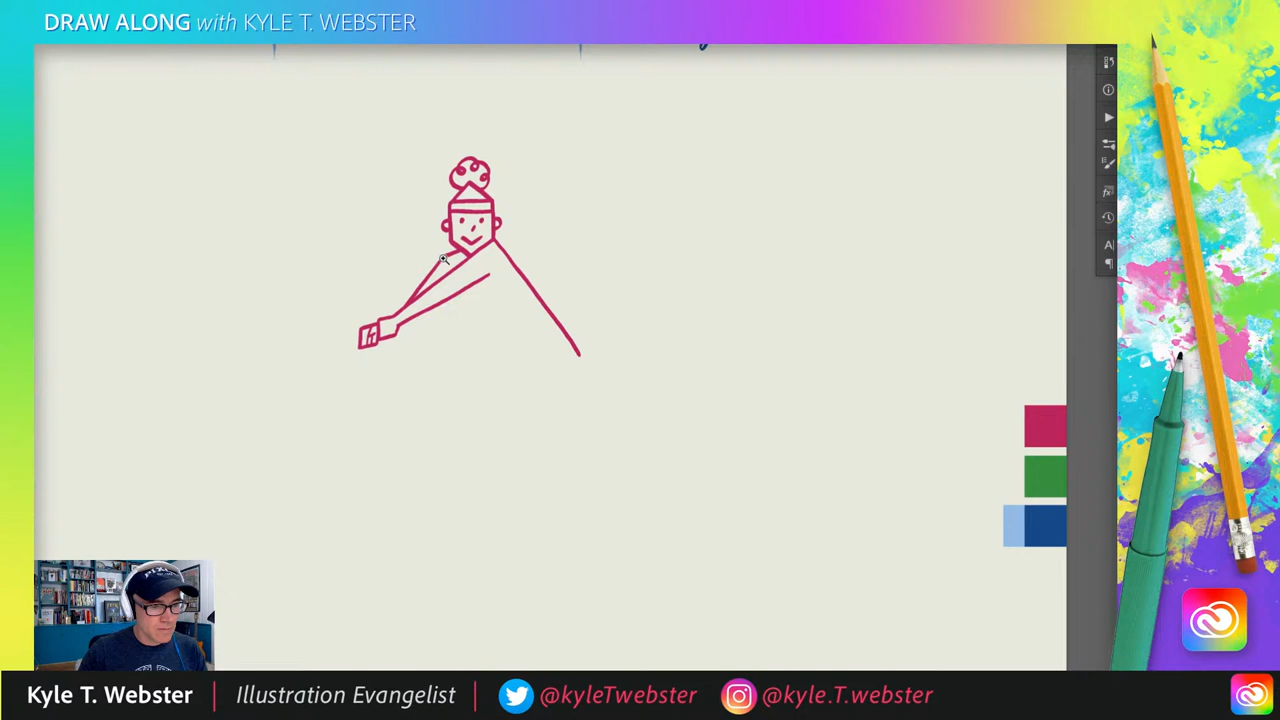 DRAW ALONG with KYLE T. WEBSTER
Kyle T. Webster | Illustration Evangelist | @kyleTwebster @kyle.T.webster